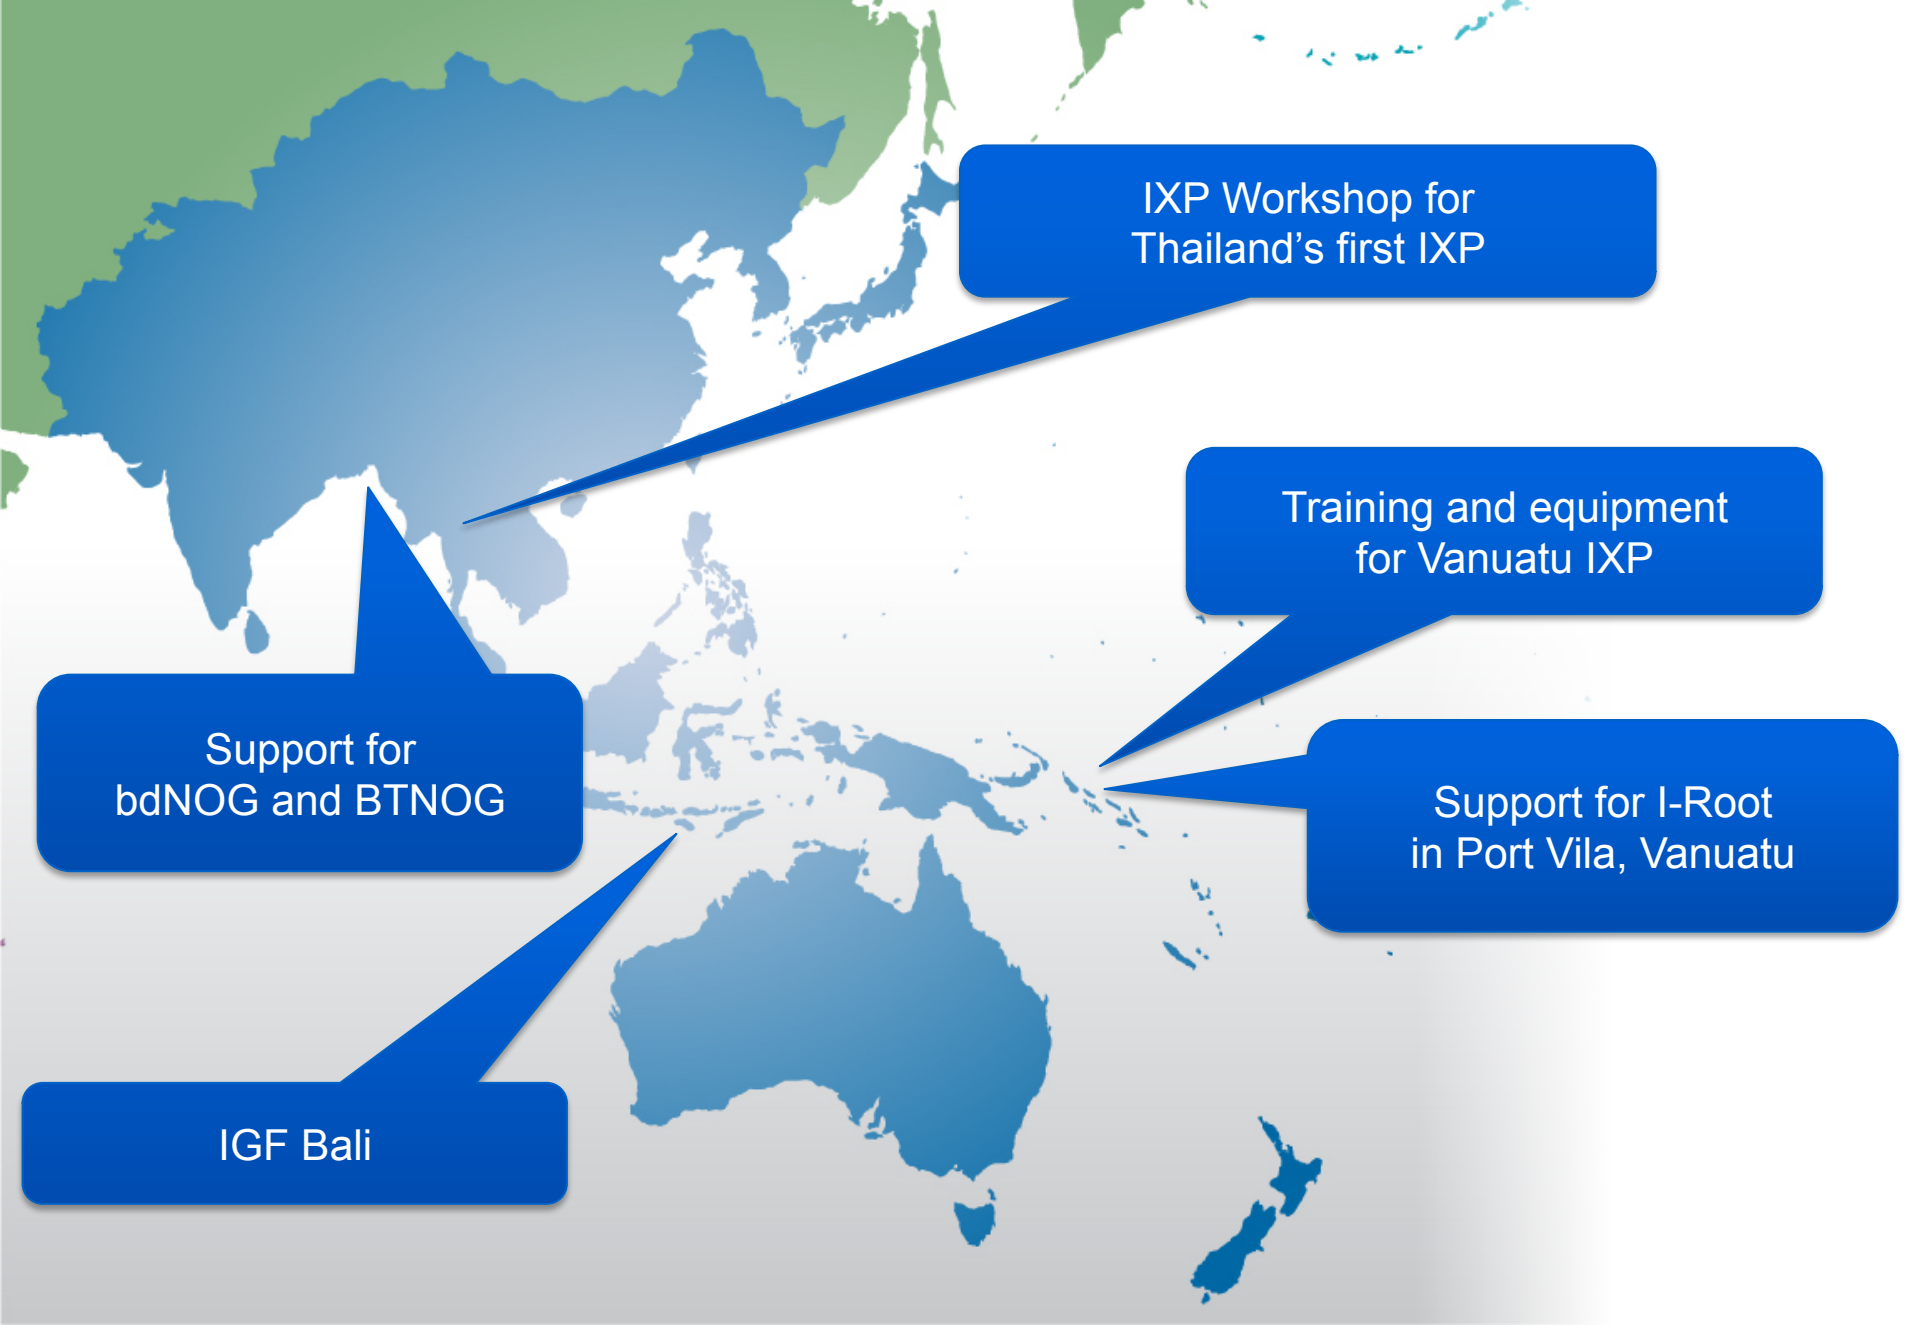 IXP Workshop for
Thailand’s first IXP
Training and equipment
for Vanuatu IXP
Support for
bdNOG and BTNOG
Support for I-Root
in Port Vila, Vanuatu
IGF Bali